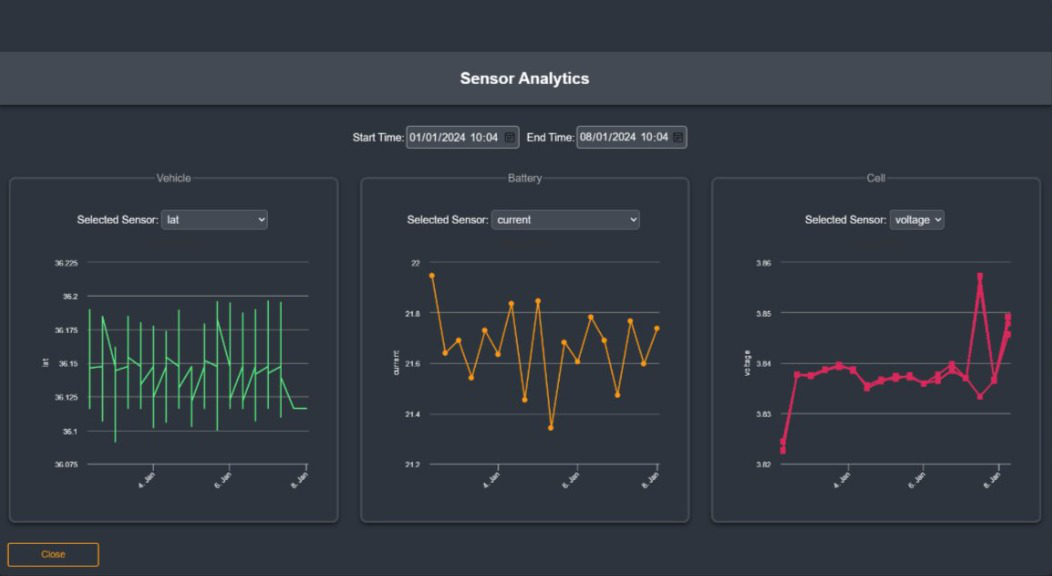 Sensor Analytics
Start Time: 01/01/2024 10:04 End Time: 08/01/2024 10:04
Vehicle
Selected Sensor: lat
36.225
36.2
36.175
36.15
36.125
36.1
36.075
lat
4. Jan
6. Jan
8. Jan
Battery
Selected Sensor: current
22
21.8
21.6
21.4
21.2
current
4. Jan
6. Jan
8. Jan
Cell
Selected Sensor: voltage
3.86
3.85
3.84
3.83
3.82
voltage
4. Jan
6. Jan
8. Jan
Close